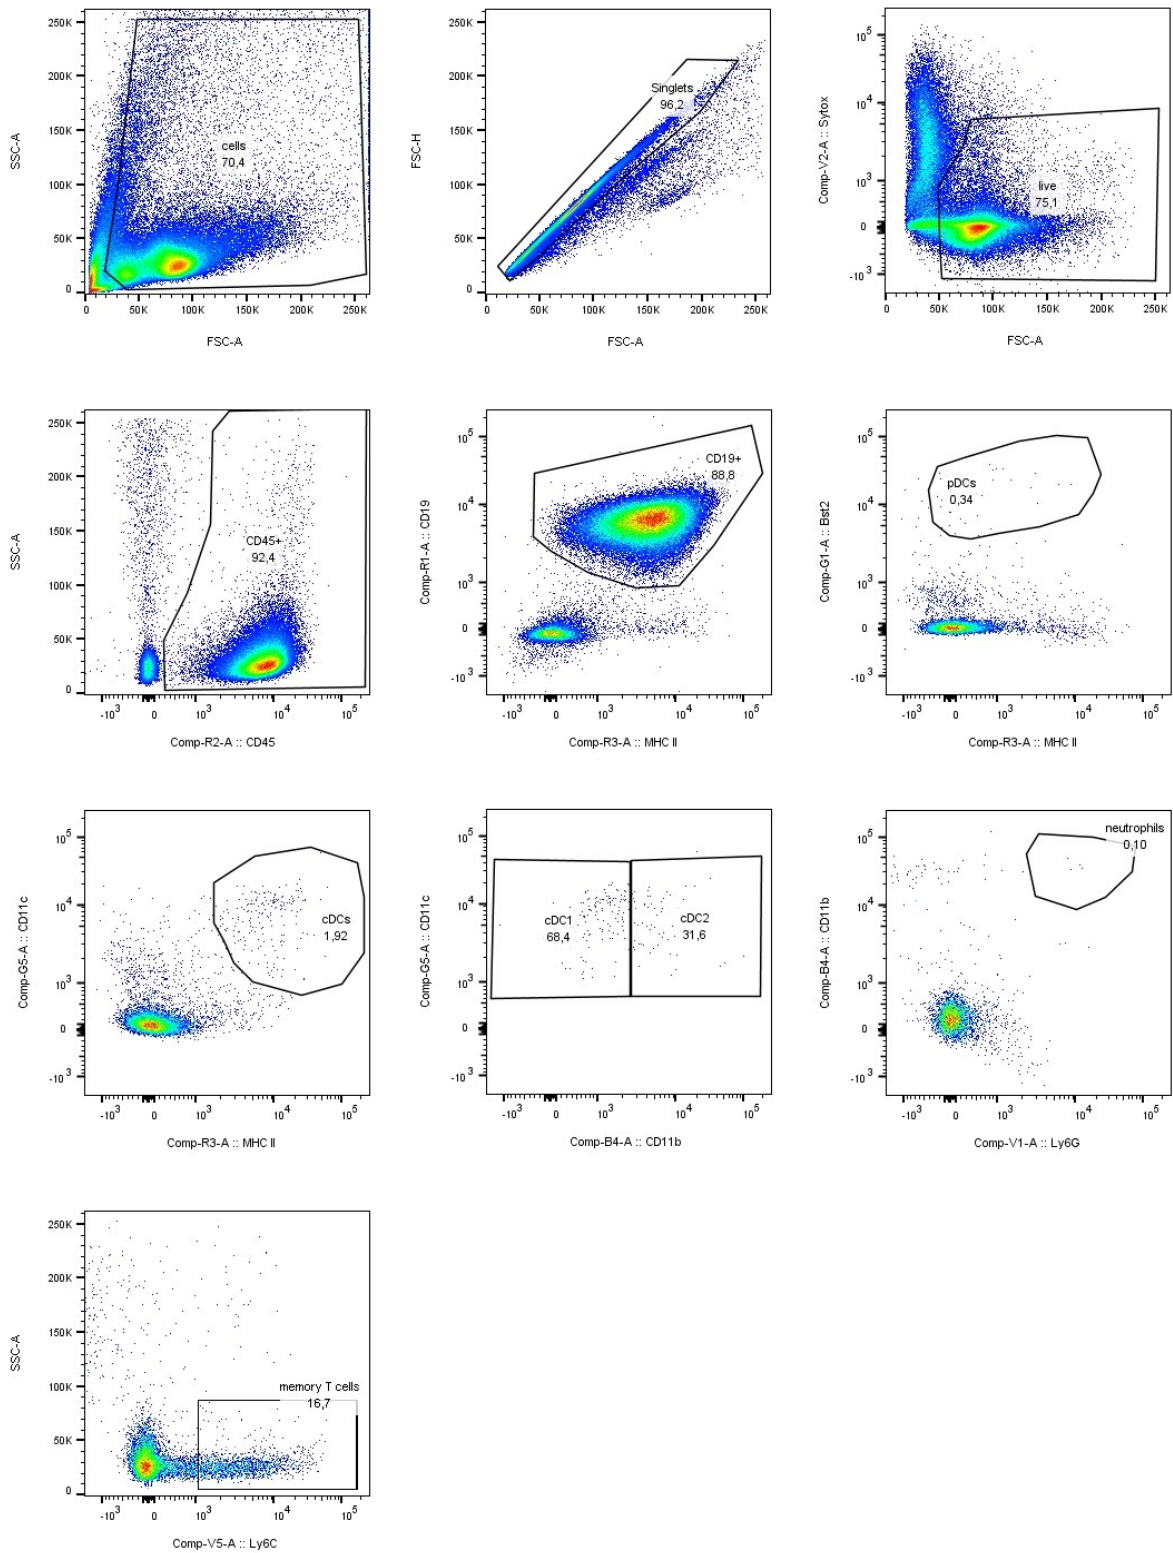 250K
200K
150K
100K
50K
0
SSC-A
cells
70,4
0 50K 100K 150K 200K 250K
FSC-A
250K
200K
150K
100K
50K
0
FSC-H
Singlets
96,2
0 50K 100K 150K 200K 250K
FSC-A
10^5
10^4
10^3
0
-10^3
Comp-V2-A :: Sytox
live
75,1
0 50K 100K 150K 200K 250K
FSC-A
250K
200K
150K
100K
50K
0
SSC-A
CD45+
92,4
-10^3 0 10^3 10^4 10^5
Comp-R2-A :: CD45
10^5
10^4
10^3
0
-10^3
Comp-R1-A :: CD19
CD19+
88,8
-10^3 0 10^3 10^4 10^5
Comp-R3-A :: MHC II
10^5
10^4
10^3
0
-10^3
Comp-G1-A :: Bst2
pDCs
0,34
-10^3 0 10^3 10^4 10^5
Comp-R3-A :: MHC II
10^5
10^4
10^3
0
-10^3
Comp-G5-A :: CD11c
cDCs
1,92
-10^3 0 10^3 10^4 10^5
Comp-R3-A :: MHC II
10^5
10^4
10^3
0
-10^3
Comp-G5-A :: CD11c
cDC1
68,4
cDC2
31,6
-10^3 0 10^3 10^4 10^5
Comp-B4-A :: CD11b
10^5
10^4
10^3
0
-10^3
Comp-B4-A :: CD11b
neutrophils
0,10
-10^3 0 10^3 10^4 10^5
Comp-V1-A :: Ly6G
250K
200K
150K
100K
50K
0
SSC-A
memory T cells
16,7
-10^3 0 10^3 10^4 10^5
Comp-V5-A :: Ly6C